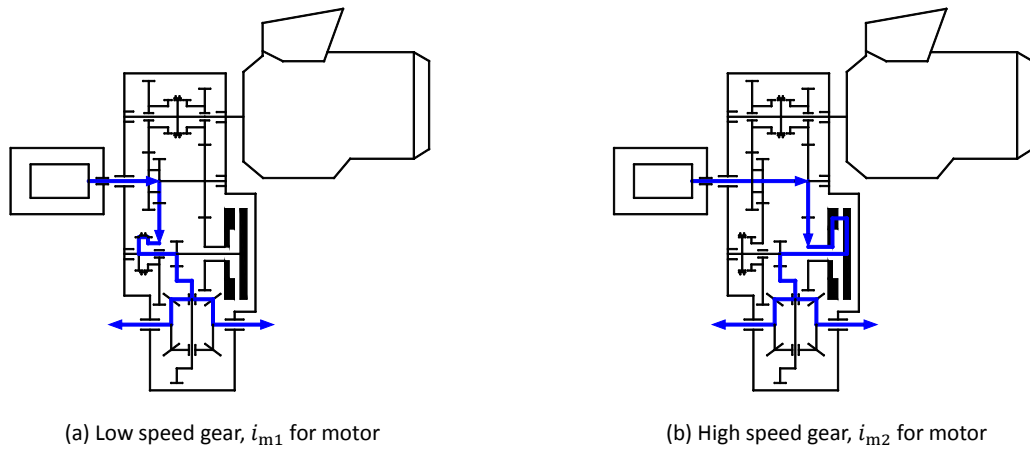 (a) Low speed gear, i_m1 for motor
(b) High speed gear, i_m2 for motor